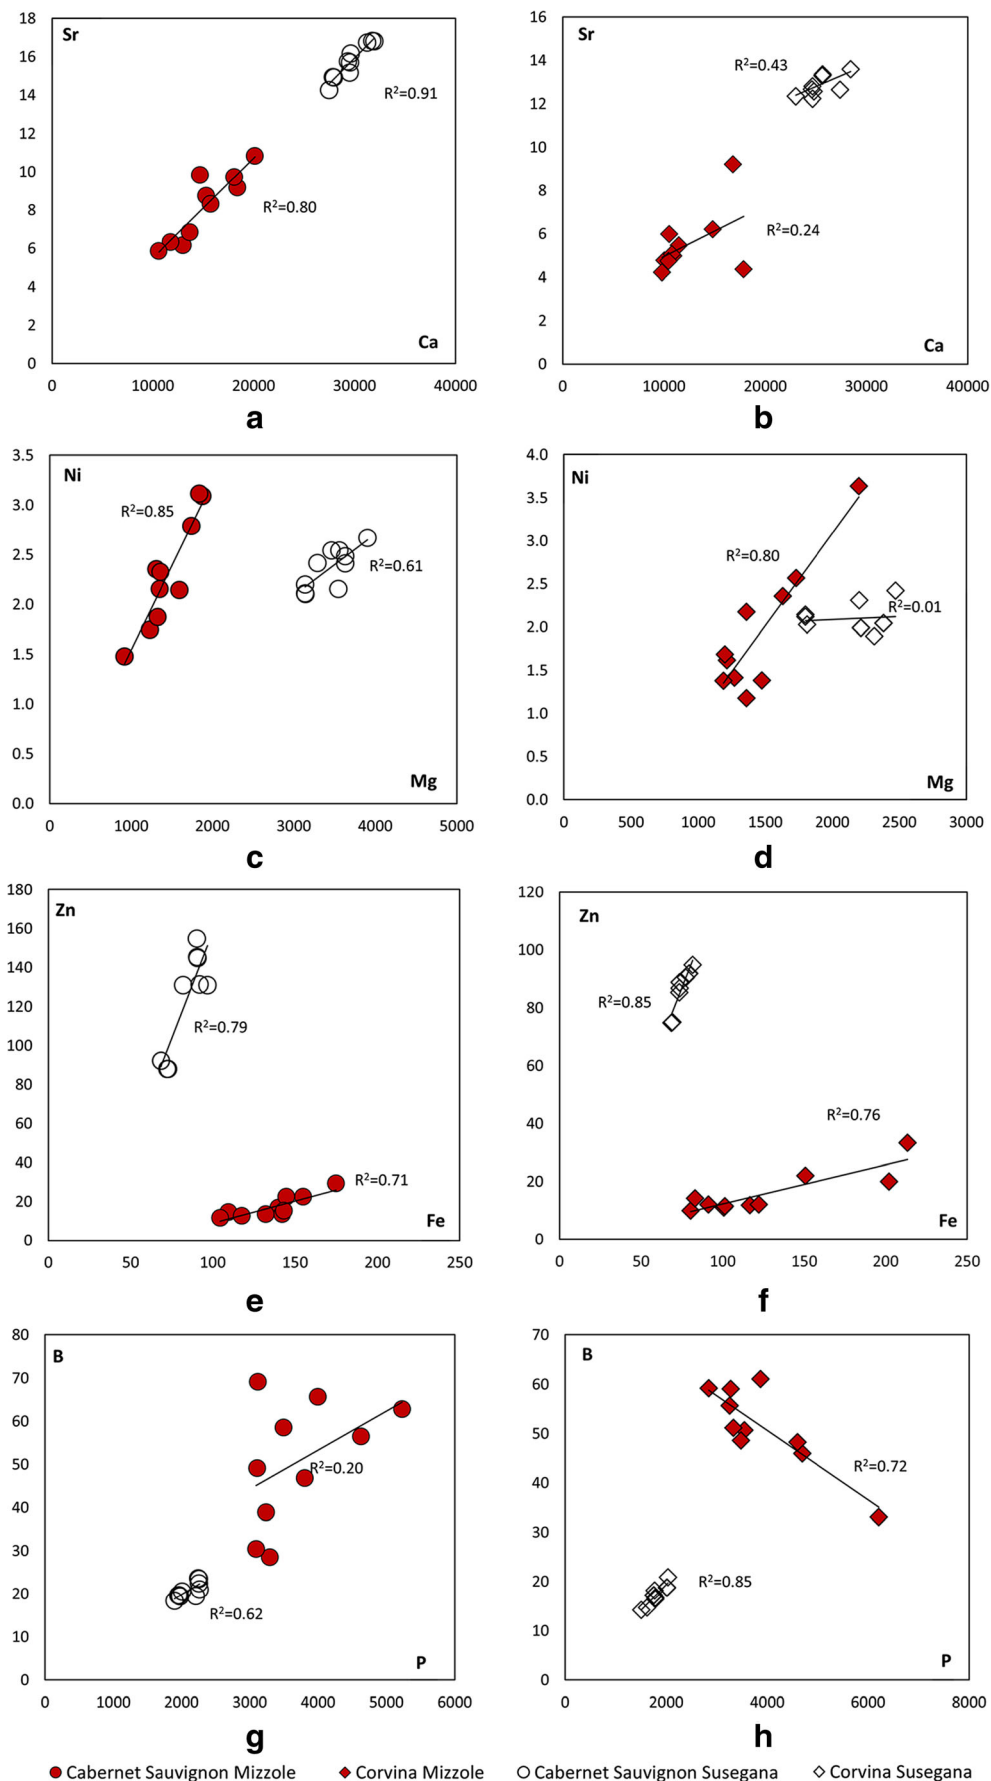 Sr
18
16
14
12
10
8
6
4
2
0
R²=0.91
R²=0.80
Ca
0 10000 20000 30000 40000
a
Sr
16
14
12
10
8
6
4
2
0
R²=0.43
R²=0.24
Ca
0 10000 20000 30000 40000
b
Ni
3.5
3.0
2.5
2.0
1.5
1.0
0.5
0.0
R²=0.85
R²=0.61
Mg
0 1000 2000 3000 4000 5000
c
Ni
4.0
3.5
3.0
2.5
2.0
1.5
1.0
0.5
0.0
R²=0.80
R²=0.01
Mg
0 500 1000 1500 2000 2500 3000
d
Zn
180
160
140
120
100
80
60
40
20
0
R²=0.79
R²=0.71
Fe
0 50 100 150 200 250
e
Zn
120
100
80
60
40
20
0
R²=0.85
R²=0.76
Fe
0 50 100 150 200 250
f
B
80
70
60
50
40
30
20
10
0
R²=0.20
R²=0.62
P
0 1000 2000 3000 4000 5000 6000
g
B
70
60
50
40
30
20
10
0
R²=0.72
R²=0.85
P
0 2000 4000 6000 8000
h
Cabernet Sauvignon Mizzole Corvina Mizzole Cabernet Sauvignon Susegana Corvina Susegana